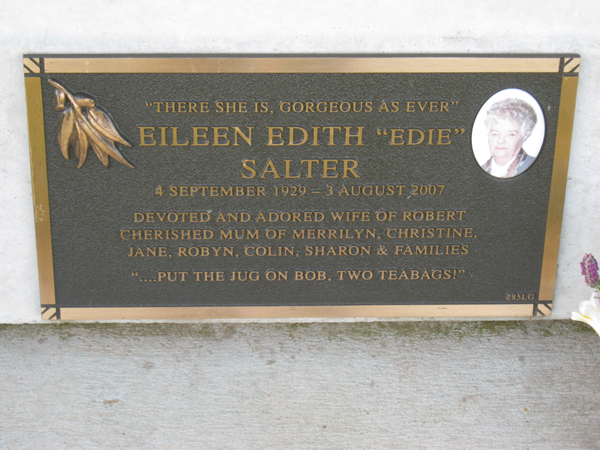 "THERE SHE IS, GORGEOUS AS EVER"
EILEEN EDITH "EDIE"
SALTER
4 SEPTEMBER 1929 – 3 AUGUST 2007
DEVOTED AND ADORED WIFE OF ROBERT
CHERISHED MUM OF MERRILYN, CHRISTINE,
JANE, ROBYN, COLIN, SHARON & FAMILIES
"....PUT THE JUG ON BOB, TWO TEABAGS!"
285LG